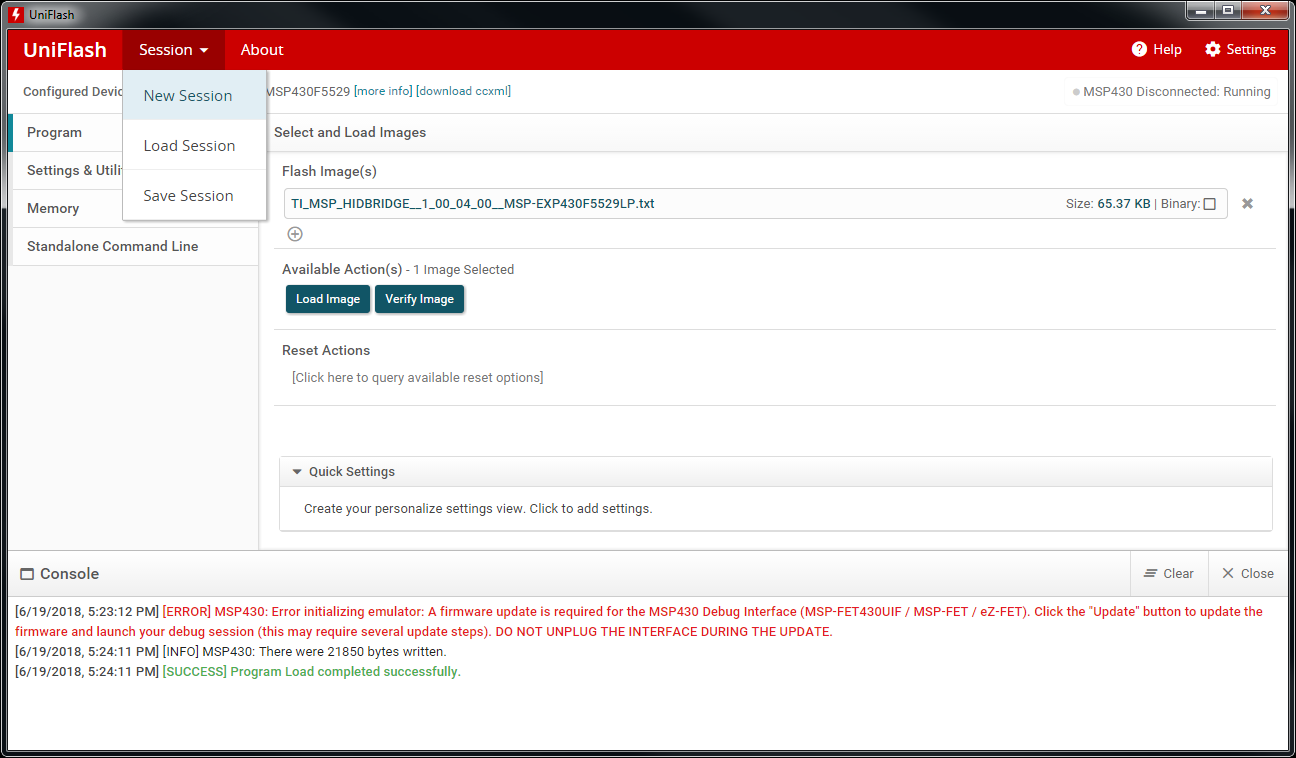 UniFlash
UniFlash Session About Help Settings
New Session
Load Session
Save Session
Configured Devic MSP430F5529 [more info] [download ccxml] MSP430 Disconnected: Running
Program
Settings & Utili
Memory
Standalone Command Line
Select and Load Images
Flash Image(s)
TI_MSP_HIDBRIDGE__1_00_04_00__MSP-EXP430F5529LP.txt Size: 65.37 KB | Binary:
Available Action(s) - 1 Image Selected
Load Image Verify Image
Reset Actions
[Click here to query available reset options]
Quick Settings
Create your personalize settings view. Click to add settings.
Console Clear Close
[6/19/2018, 5:23:12 PM] [ERROR] MSP430: Error initializing emulator: A firmware update is required for the MSP430 Debug Interface (MSP-FET430UIF / MSP-FET / eZ-FET). Click the "Update" button to update the
firmware and launch your debug session (this may require several update steps). DO NOT UNPLUG THE INTERFACE DURING THE UPDATE.
[6/19/2018, 5:24:11 PM] [INFO] MSP430: There were 21850 bytes written.
[6/19/2018, 5:24:11 PM] [SUCCESS] Program Load completed successfully.